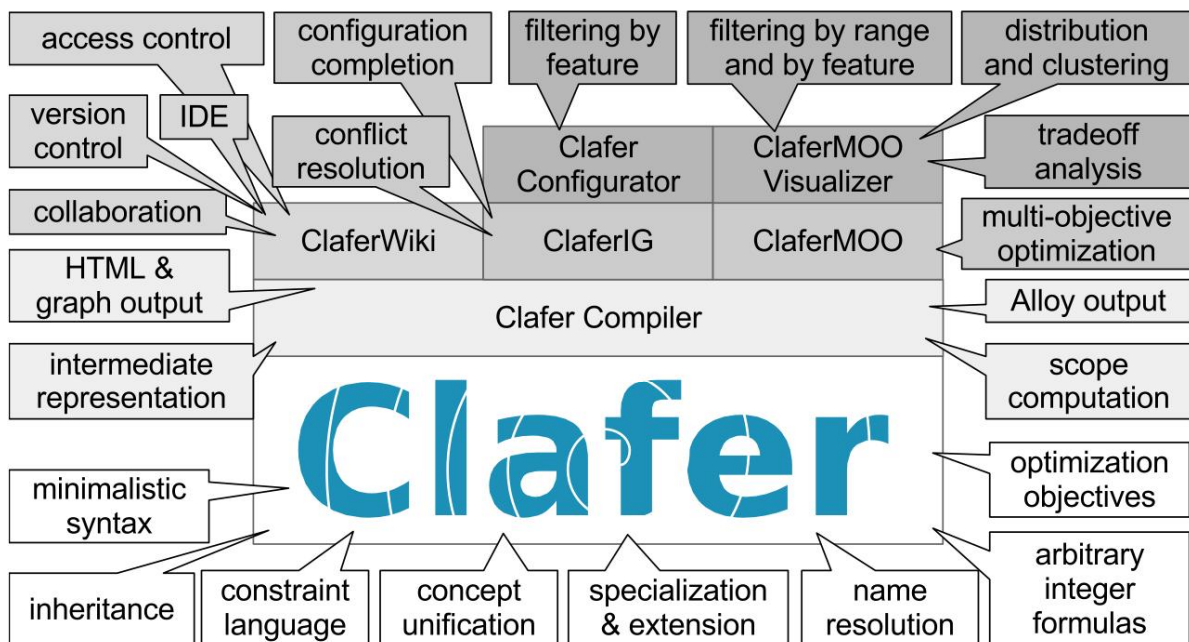 access control
configuration
completion
filtering by
feature
filtering by range
and by feature
distribution
and clustering
version
control
IDE
conflict
resolution
Clafer
Configurator
ClaferMOO
Visualizer
tradeoff
analysis
collaboration
ClaferWiki
ClaferIG
ClaferMOO
multi-objective
optimization
HTML &
graph output
Clafer Compiler
Alloy output
intermediate
representation
scope
computation
Clafer
minimalistic
syntax
optimization
objectives
inheritance
constraint
language
concept
unification
specialization
& extension
name
resolution
arbitrary
integer
formulas